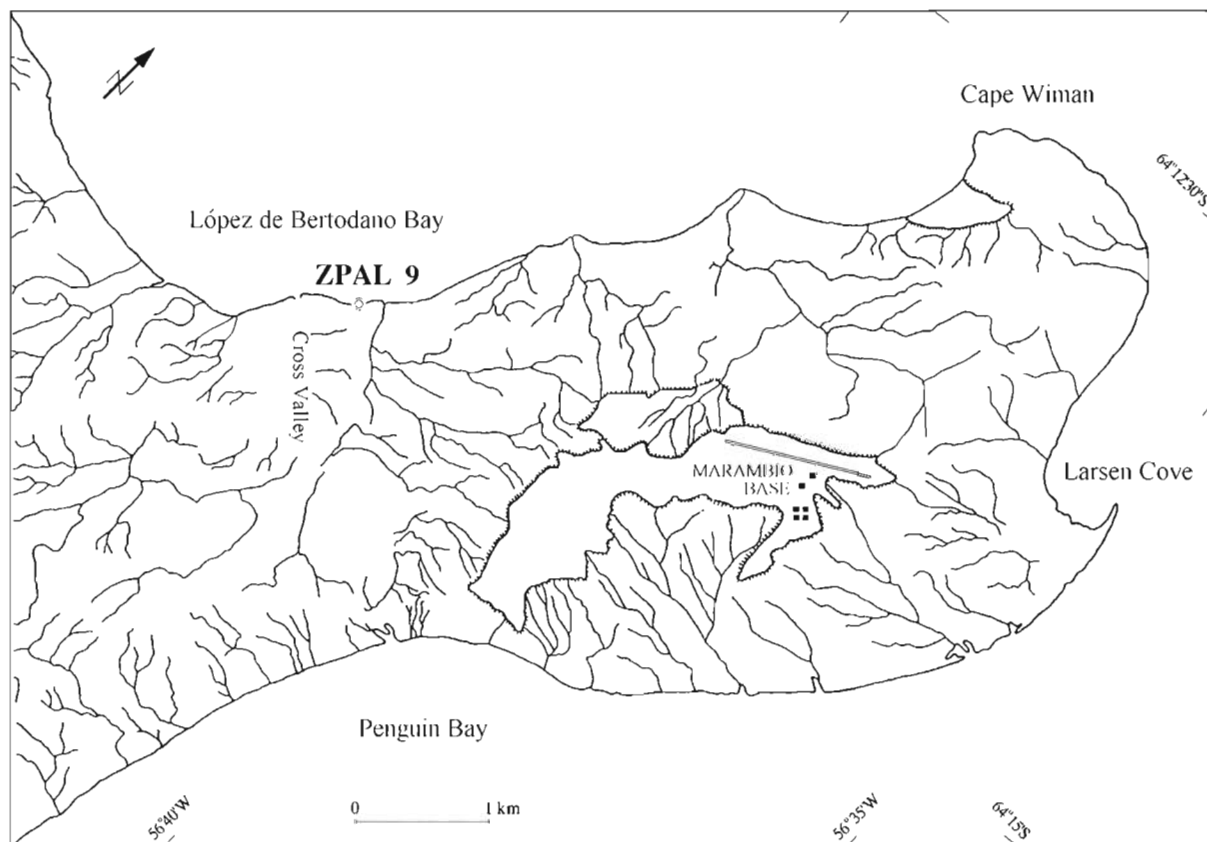 N
Cape Wiman
64°12'30"S
López de Bertodano Bay
ZPAL 9
Cross Valley
MARAMBIO
BASE
Larsen Cove
Penguin Bay
0 1 km
56°40'W
56°35'W
64°15'S